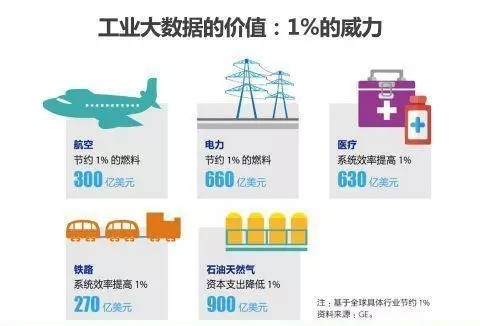 工业大数据的价值：1%的威力
航空
节约 1% 的燃料
300 亿美元
电力
节约 1% 的燃料
660 亿美元
医疗
系统效率提高 1%
630 亿美元
铁路
系统效率提高 1%
270 亿美元
石油天然气
资本支出降低 1%
900 亿美元
注：基于全球具体行业节约 1%
资料来源：GE。